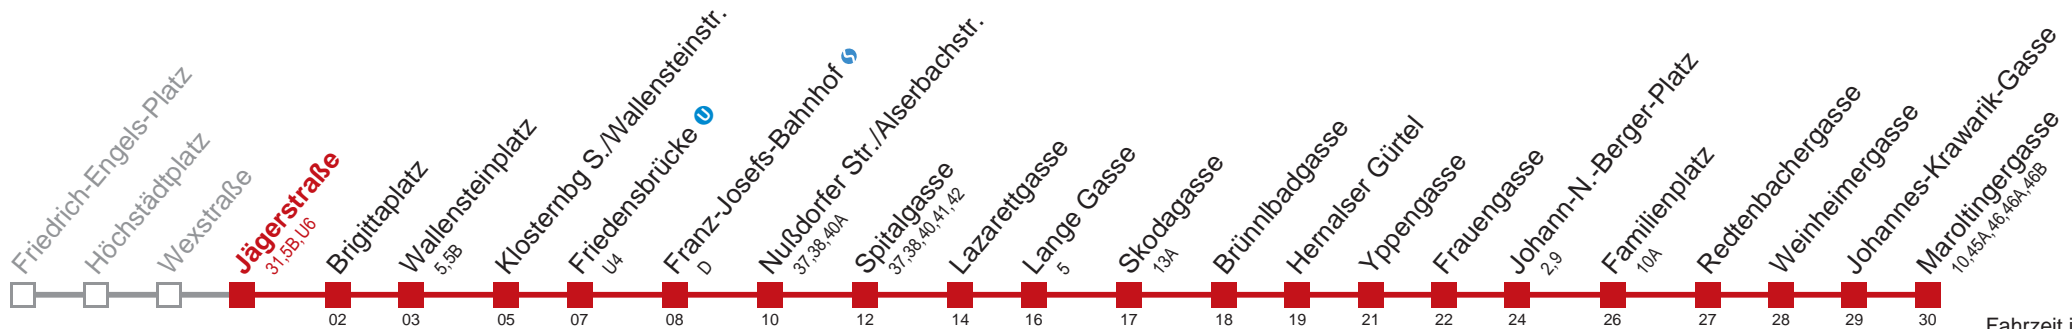 Friedrich-Engels-Platz
Höchstädtplatz
Wexstraße
Jägerstraße
31,5B,U6
Brigittaplatz
Wallensteinplatz
5,5B
Klosternbg S./Wallensteinstr.
Friedensbrücke U
U4
Franz-Josefs-Bahnhof
D
Nußdorfer Str./Alserbachstr.
37,38,40A
Spitalgasse
37,38,40,41,42
Lazarettgasse
Lange Gasse
5
Skodagasse
13A
Brünnlbadgasse
Hernalser Gürtel
Yppengasse
Frauengasse
Johann-N.-Berger-Platz
2,9
Familienplatz
10A
Redtenbachergasse
Weinheimergasse
Johannes-Krawarik-Gasse
Maroltingergasse
10,45A,46,46A,46B
02 03 05 07 08 10 12 14 16 17 18 19 21 22 24 26 27 28 29 30
Fahrzeit